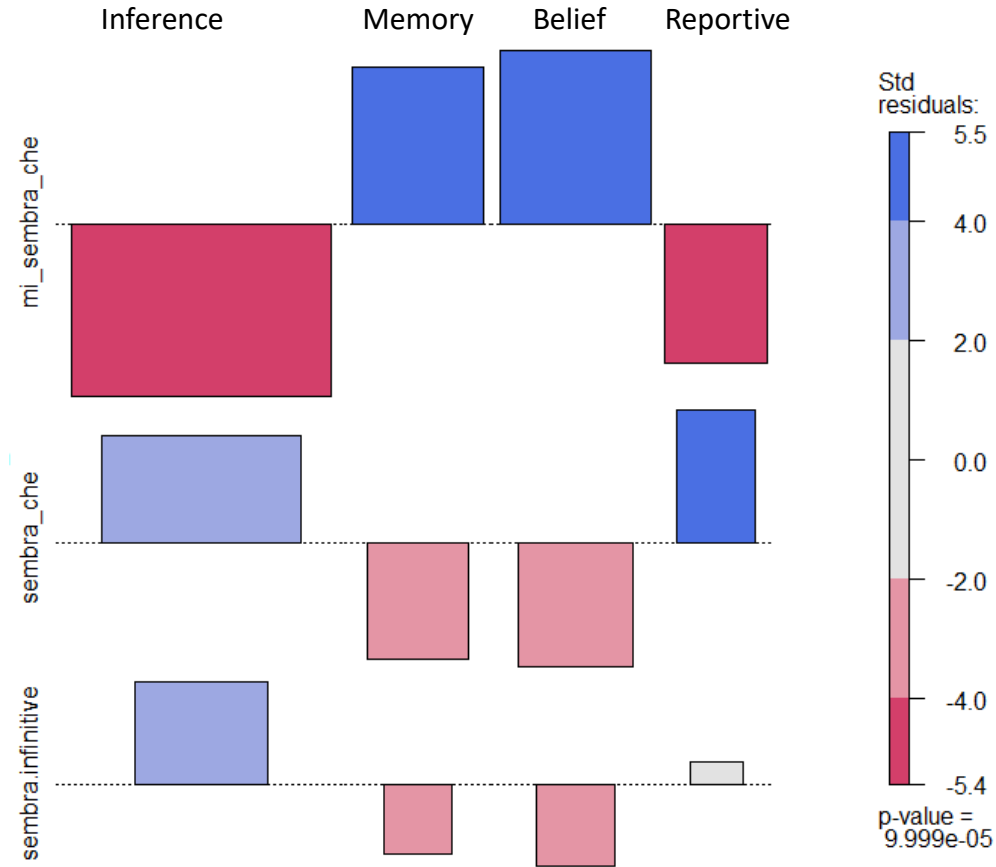 Inference Memory Belief Reportive
mi_sembra_che
sembra_che
sembra.infinitive
Std
residuals:
5.5
4.0
2.0
0.0
-2.0
-4.0
-5.4
p-value =
9.999e-05